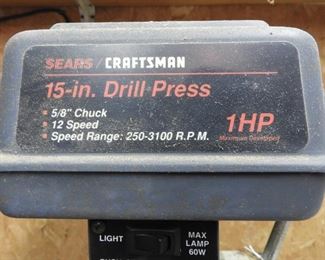 SEARS / CRAFTSMAN
15-in. Drill Press
5/8" Chuck
12 Speed
Speed Range: 250-3100 R.P.M.
1HP
Maximum Developed
LIGHT
MAX
LAMP
60W